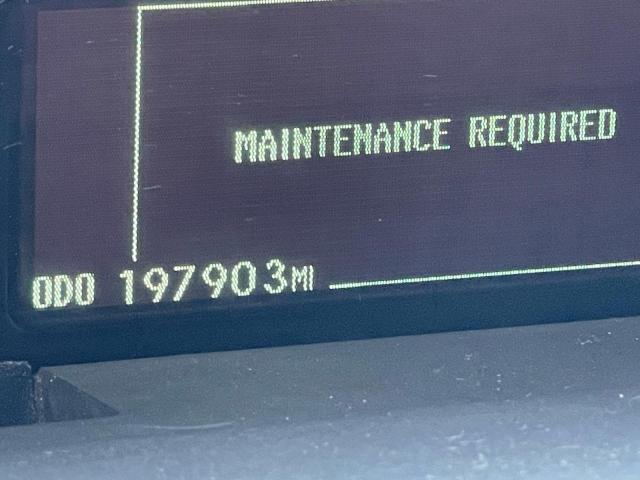 MAINTENANCE REQUIRED
ODO 197903MI